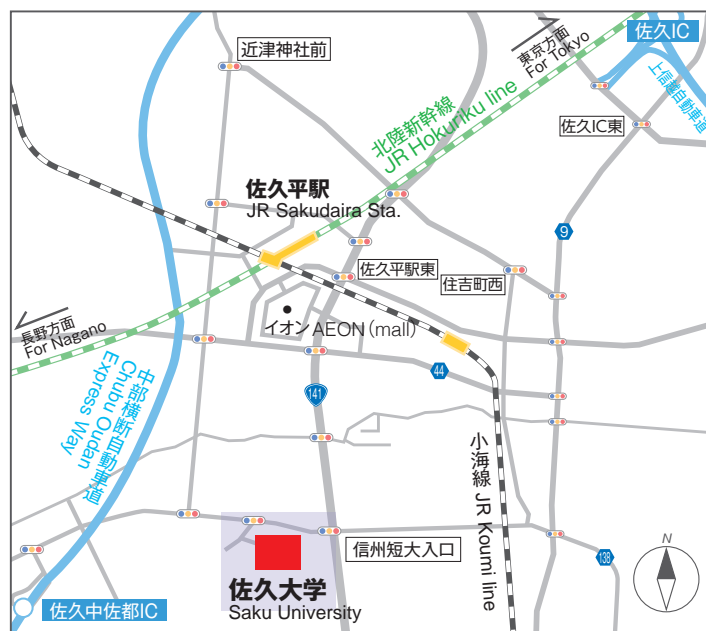 近津神社前
東京方面
For Tokyo
佐久IC
上信越自動車道
佐久IC東
北陸新幹線
JR Hokuriku line
佐久平駅
JR Sakudaira Sta.
9
佐久平駅東
住吉町西
長野方面
For Nagano
イオン AEON (mall)
44
141
中部横断自動車道
Chubu Oudan
Express Way
小海線 JR Koumi line
信州短大入口
138
N
佐久大学
Saku University
佐久中佐都IC